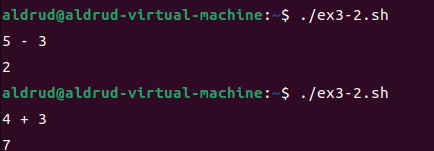 aldrud@aldrud-virtual-machine:~$ ./ex3-2.sh
5 - 3
2
aldrud@aldrud-virtual-machine:~$ ./ex3-2.sh
4 + 3
7